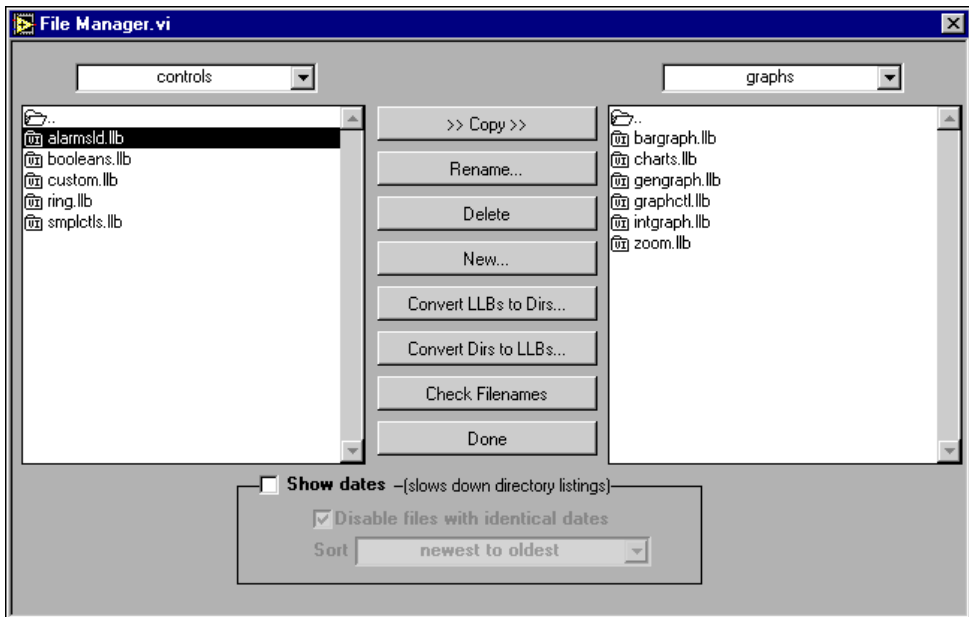 File Manager.vi
controls
graphs
..
alarmsld.llb
booleans.llb
custom.llb
ring.llb
smplctls.llb
>> Copy >>
Rename...
Delete
New...
Convert LLBs to Dirs...
Convert Dirs to LLBs...
Check Filenames
Done
..
bargraph.llb
charts.llb
gengraph.llb
graphctl.llb
intgraph.llb
zoom.llb
Show dates -(slows down directory listings)
Disable files with identical dates
Sort newest to oldest